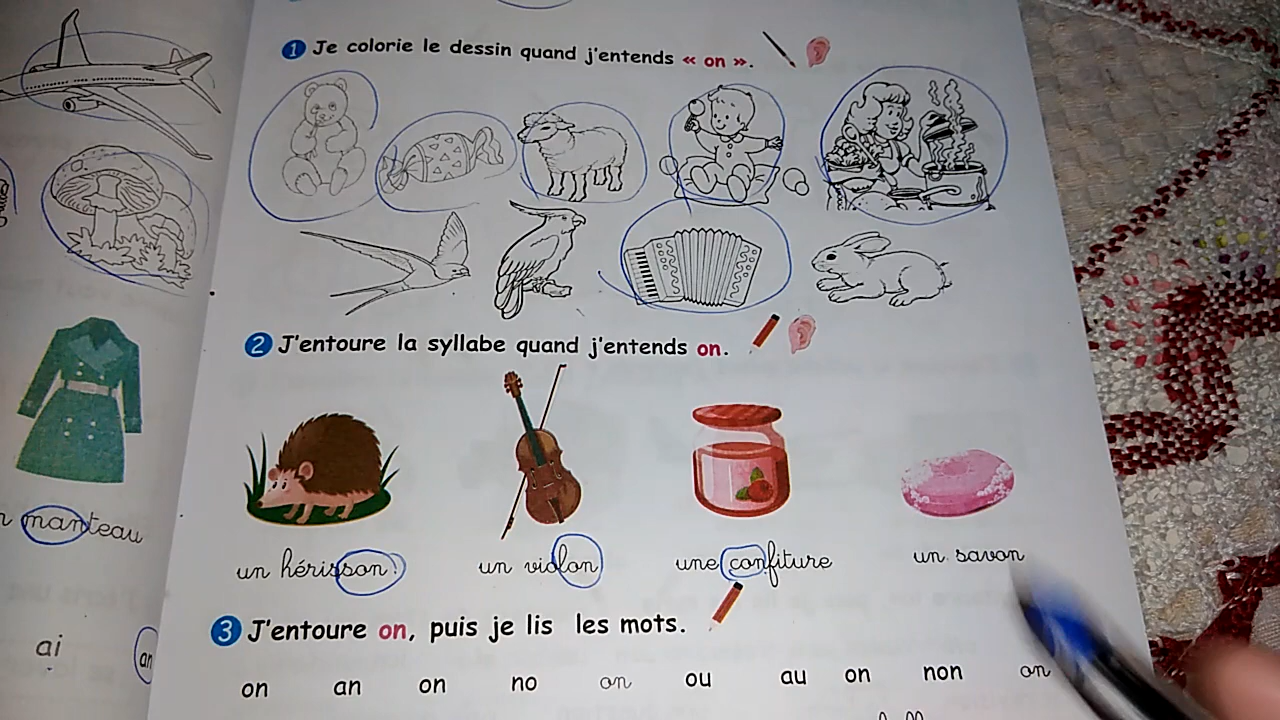 1 Je colorie le dessin quand j'entends « on ».
2 J'entoure la syllabe quand j'entends on.
un hérisson!
un violon
une confiture
un savon
manteau
3 J'entoure on, puis je lis les mots.
on an on no on ou au on non on
ai an